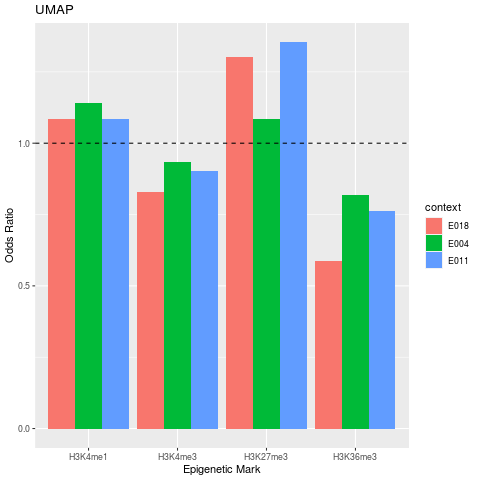 UMAP
Odds Ratio
1.0
0.5
0.0
H3K4me1 H3K4me3 H3K27me3 H3K36me3
Epigenetic Mark
context
E018
E004
E011